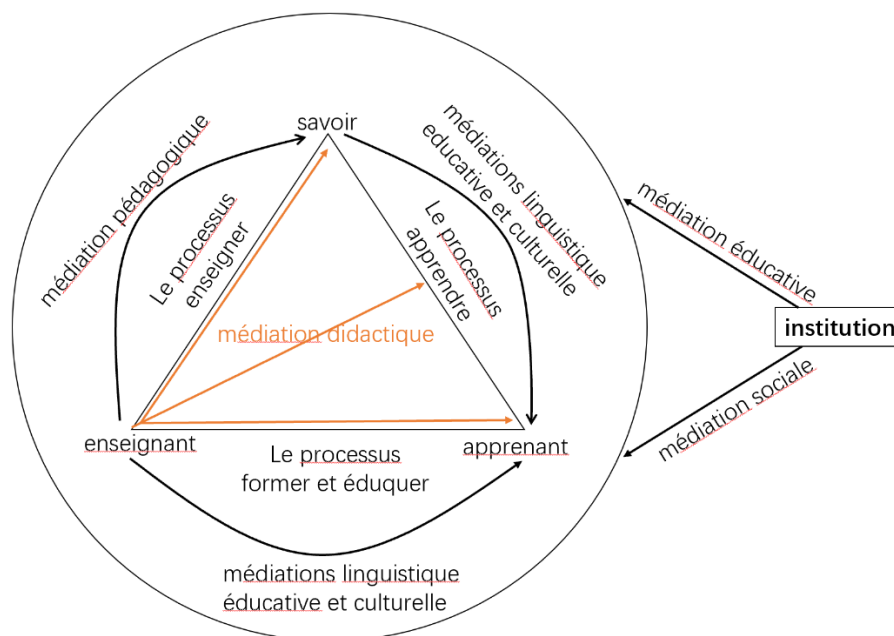 savoir
médiation pédagogique
Le processus
enseigner
médiations linguistique
educative et culturelle
Le processus
apprendre
médiation didactique
médiation éducative
institution
médiation sociale
enseignant
apprenant
Le processus
former et éduquer
médiations linguistique
éducative et culturelle